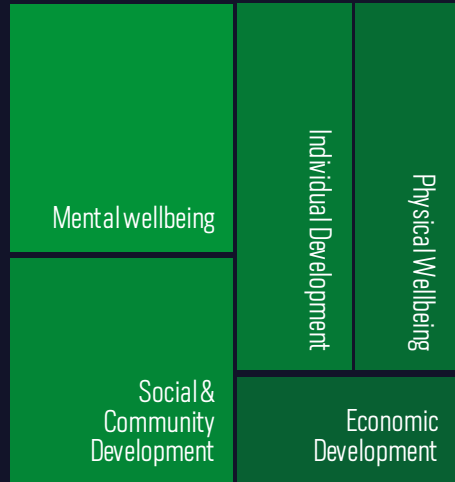 Mental wellbeing
Social &
Community
Development
Individual Development
Physical Wellbeing
Economic
Development